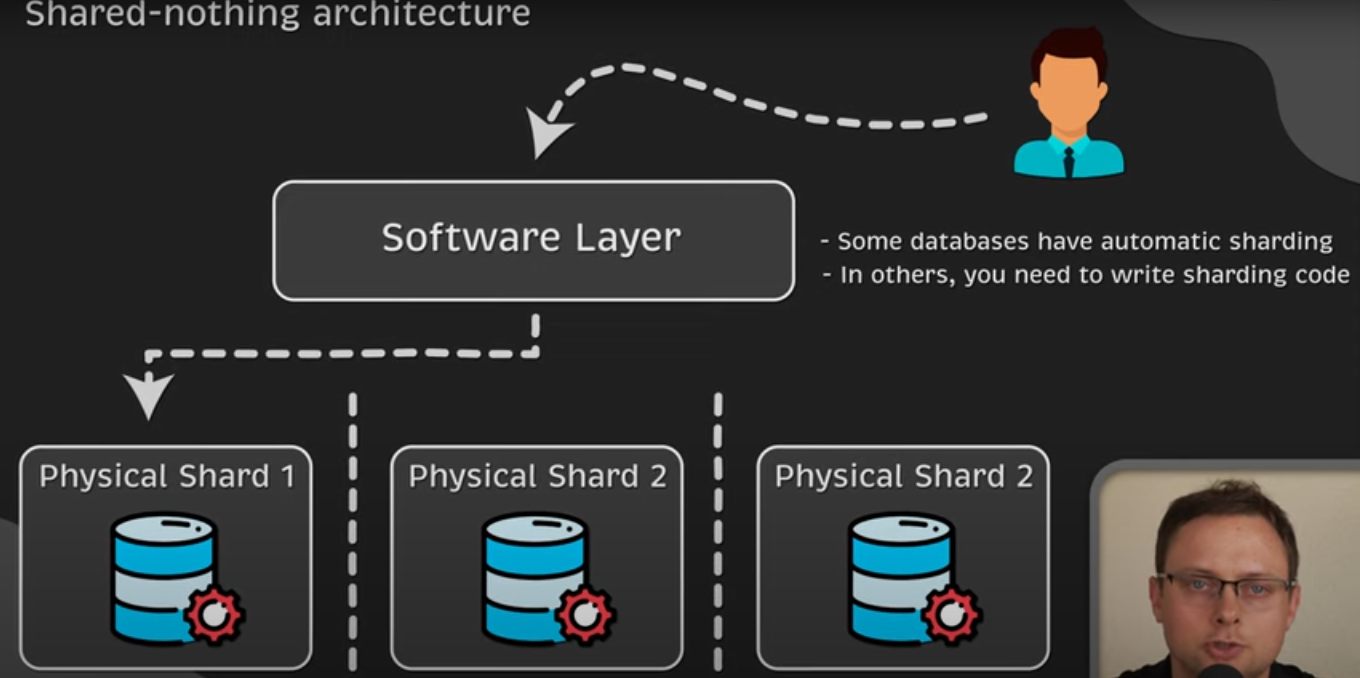 Shared-nothing architecture
Software Layer
- Some databases have automatic sharding
- In others, you need to write sharding code
Physical Shard 1
Physical Shard 2
Physical Shard 2